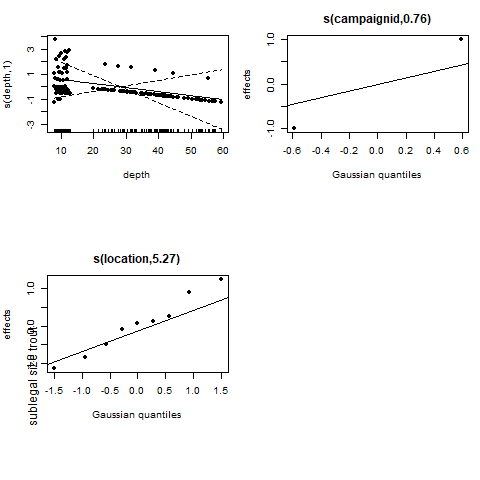 s(depth,1)
3
1
-1
-3
10 20 30 40 50 60
depth
s(campaignid,0.76)
effects
1.0
0.0
-1.0
-0.6 -0.4 -0.2 0.0 0.2 0.4 0.6
Gaussian quantiles
s(location,5.27)
effects
sublegal size trout
1.0
0.0
-1.5 -1.0 -0.5 0.0 0.5 1.0 1.5
Gaussian quantiles